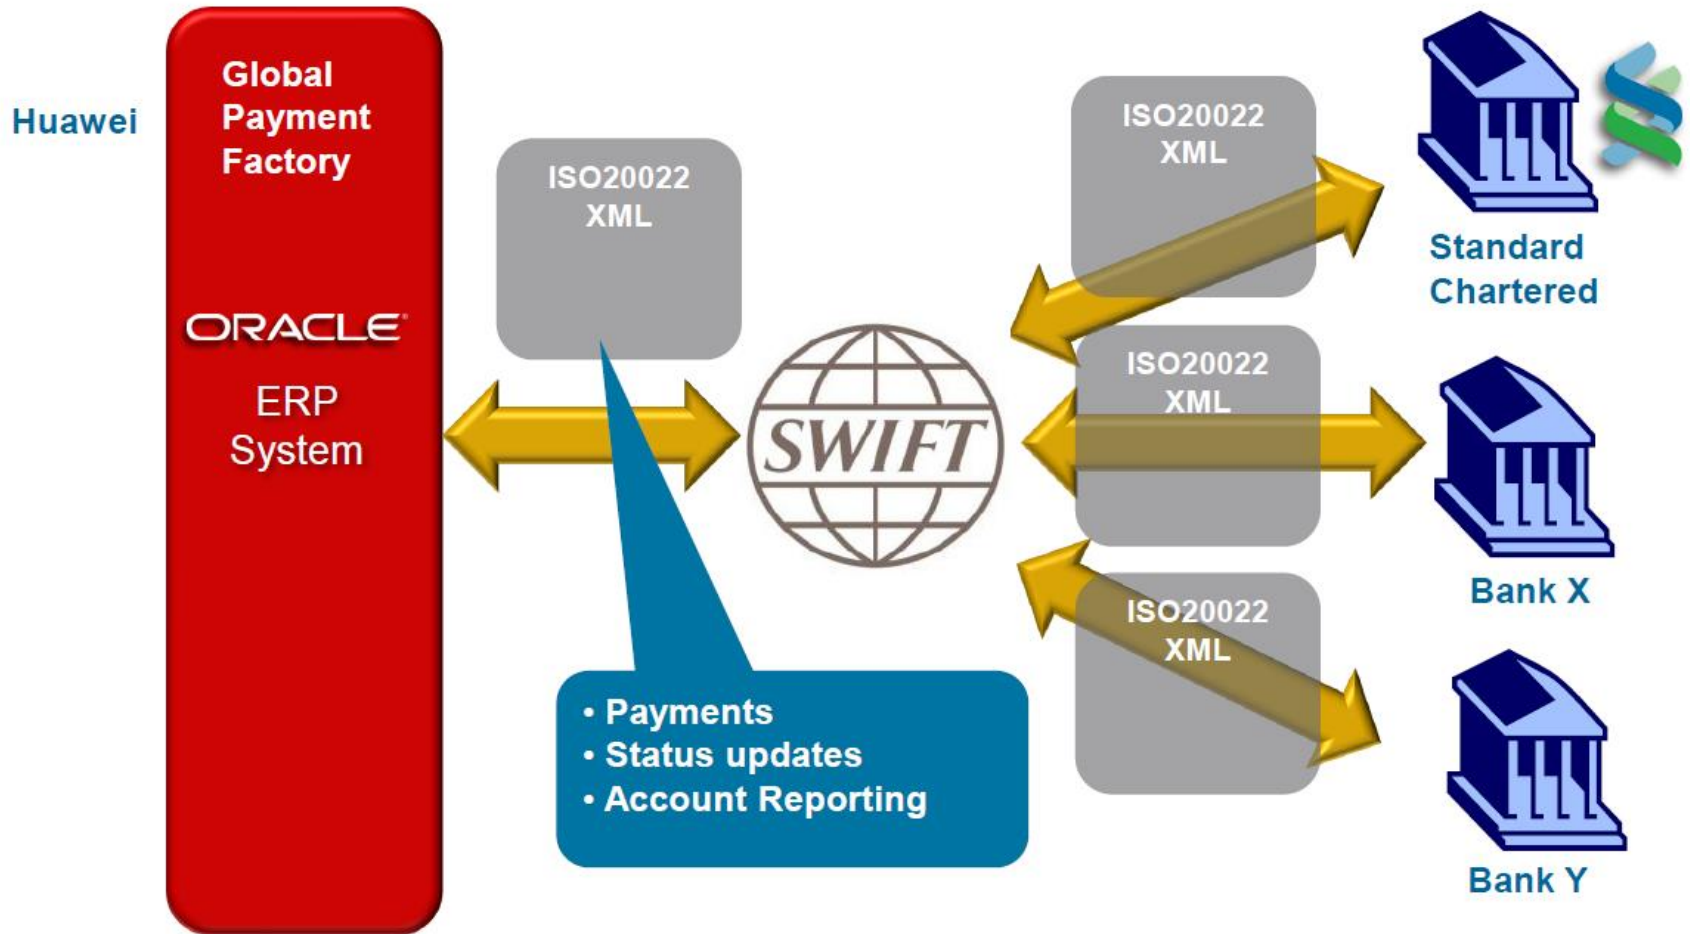 Huawei
Global
Payment
Factory
ORACLE
ERP
System
ISO20022
XML
SWIFT
• Payments
• Status updates
• Account Reporting
ISO20022
XML
ISO20022
XML
ISO20022
XML
Standard
Chartered
Bank X
Bank Y